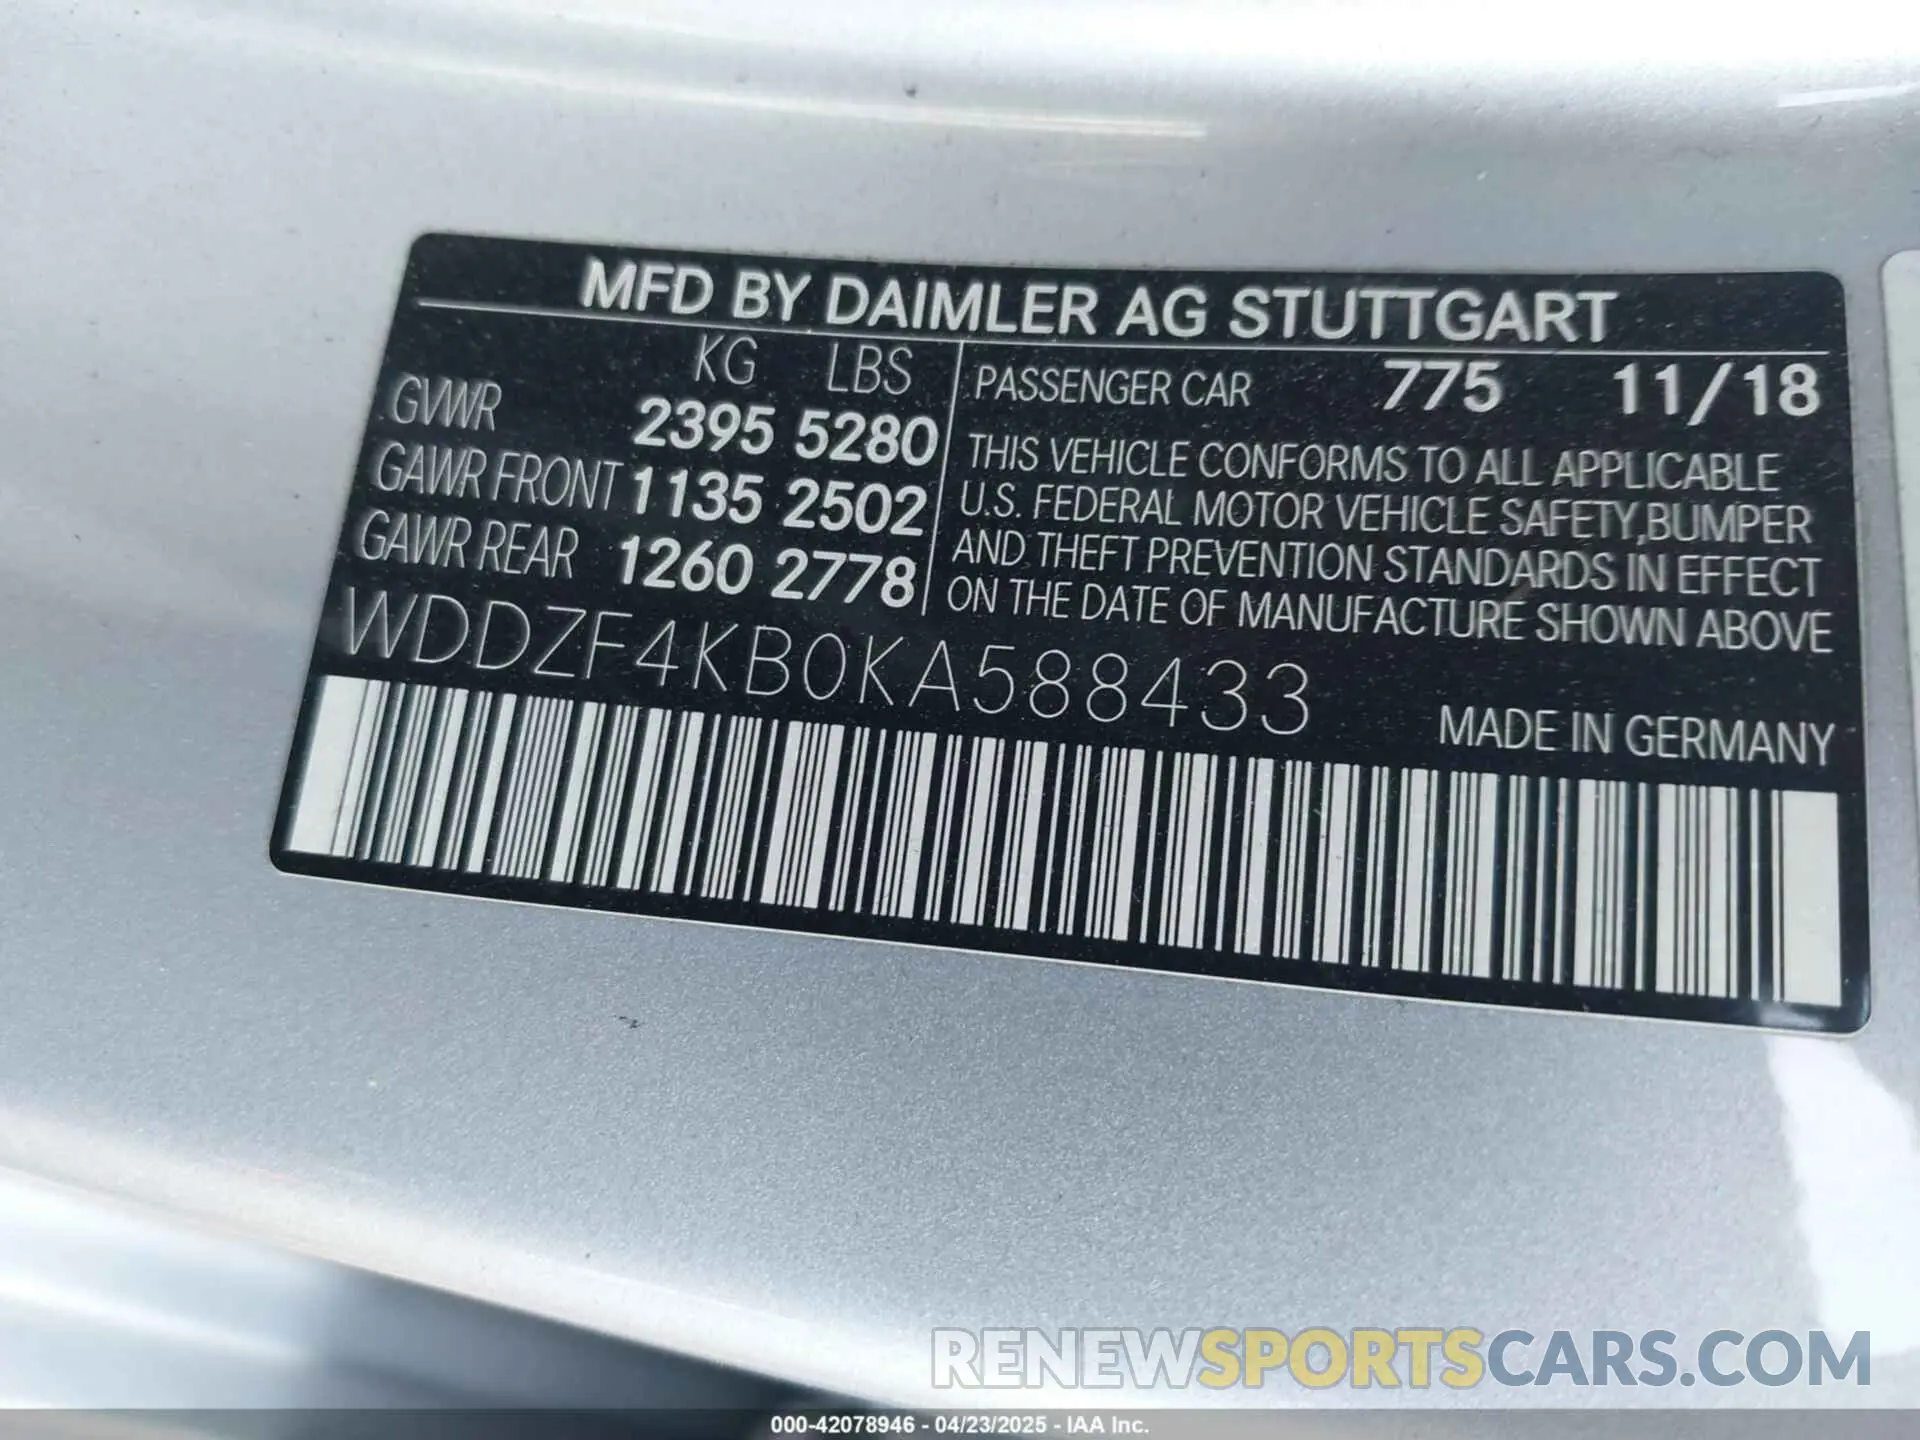 MFD BY DAIMLER AG STUTTGART
KG LBS
GVWR 2395 5280
GAWR FRONT 1135 2502
GAWR REAR 1260 2778
PASSENGER CAR 775 11/18
THIS VEHICLE CONFORMS TO ALL APPLICABLE
U.S. FEDERAL MOTOR VEHICLE SAFETY,BUMPER
AND THEFT PREVENTION STANDARDS IN EFFECT
ON THE DATE OF MANUFACTURE SHOWN ABOVE
WDDZF4KB0KA588433
MADE IN GERMANY
RENEWSPORTSCARS.COM
000-42078946 - 04/23/2025 - IAA Inc.